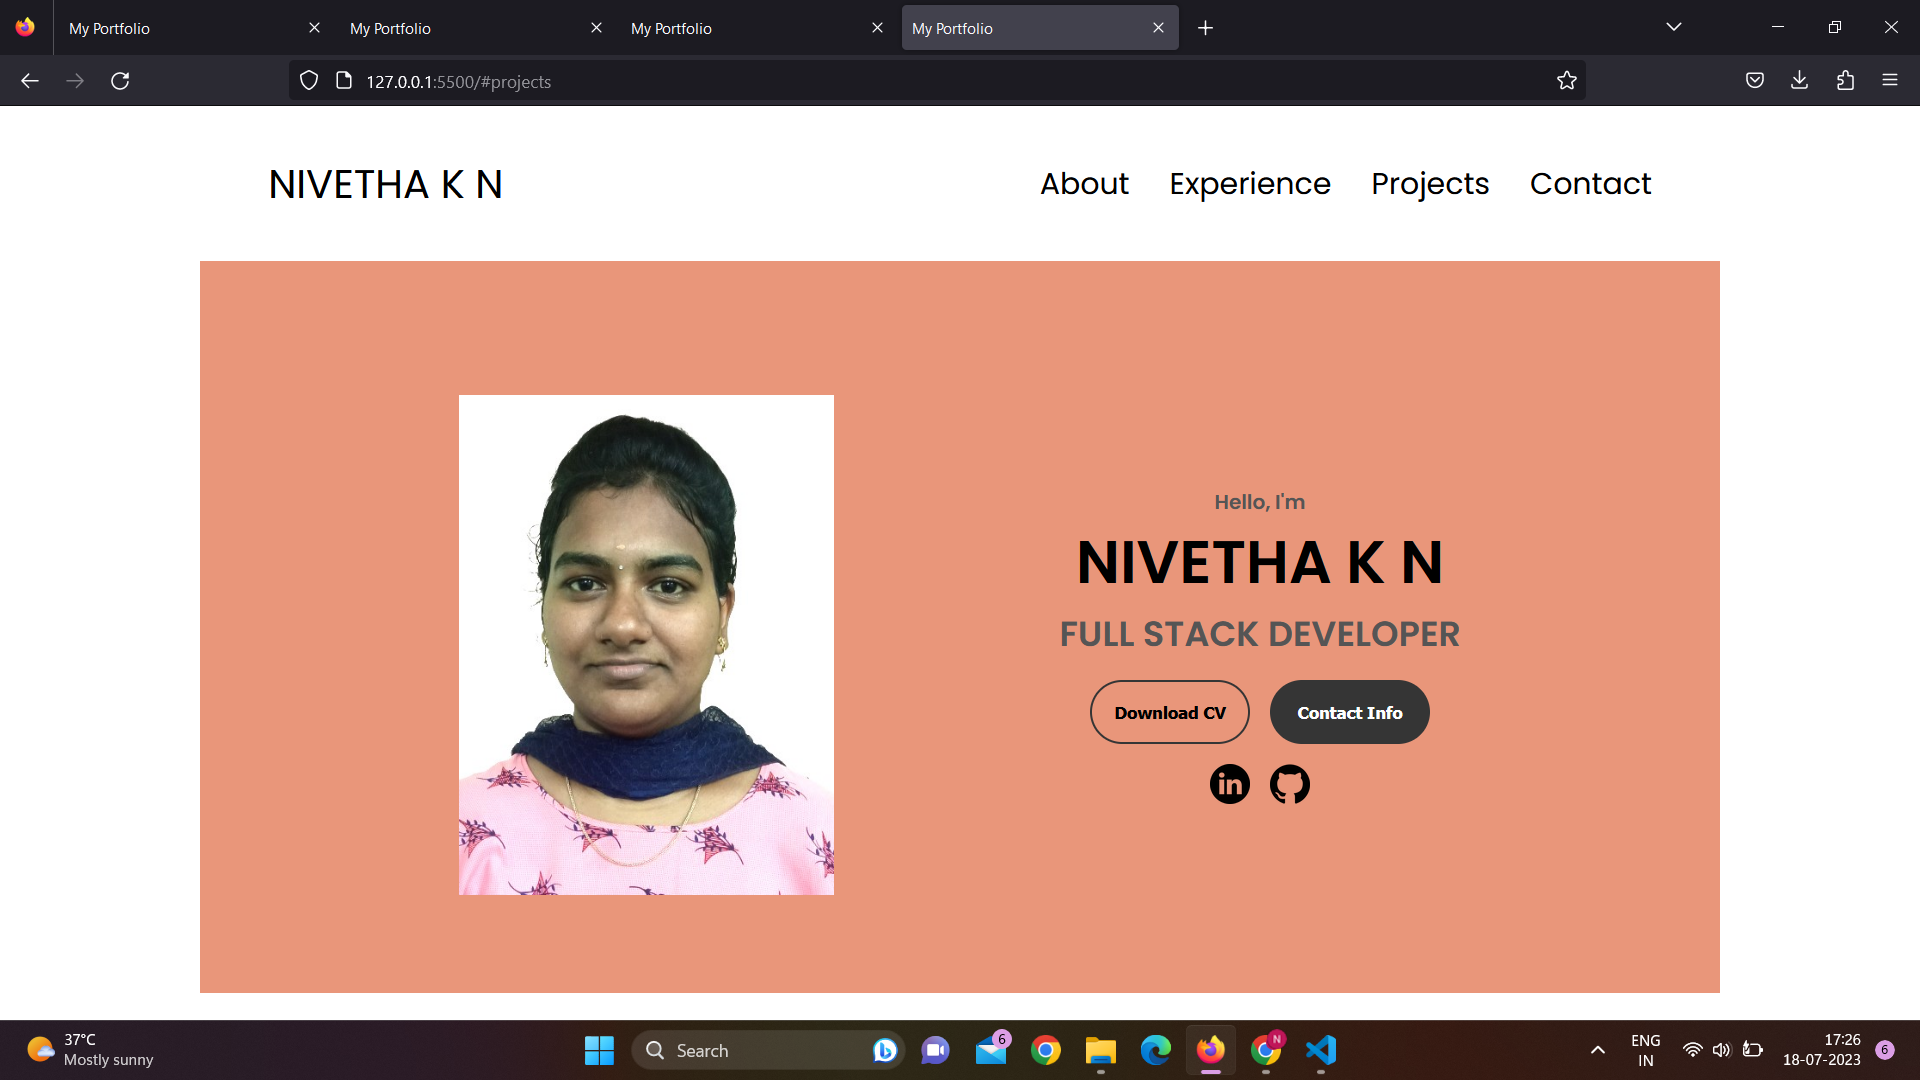 My Portfolio
My Portfolio
My Portfolio
My Portfolio
127.0.0.1:5500/#projects
NIVETHA K N
About Experience Projects Contact
Hello, I'm
NIVETHA K N
FULL STACK DEVELOPER
Download CV Contact Info
in
37°C
Mostly sunny
Search
b
6
N
ENG
IN
17:26
18-07-2023
6